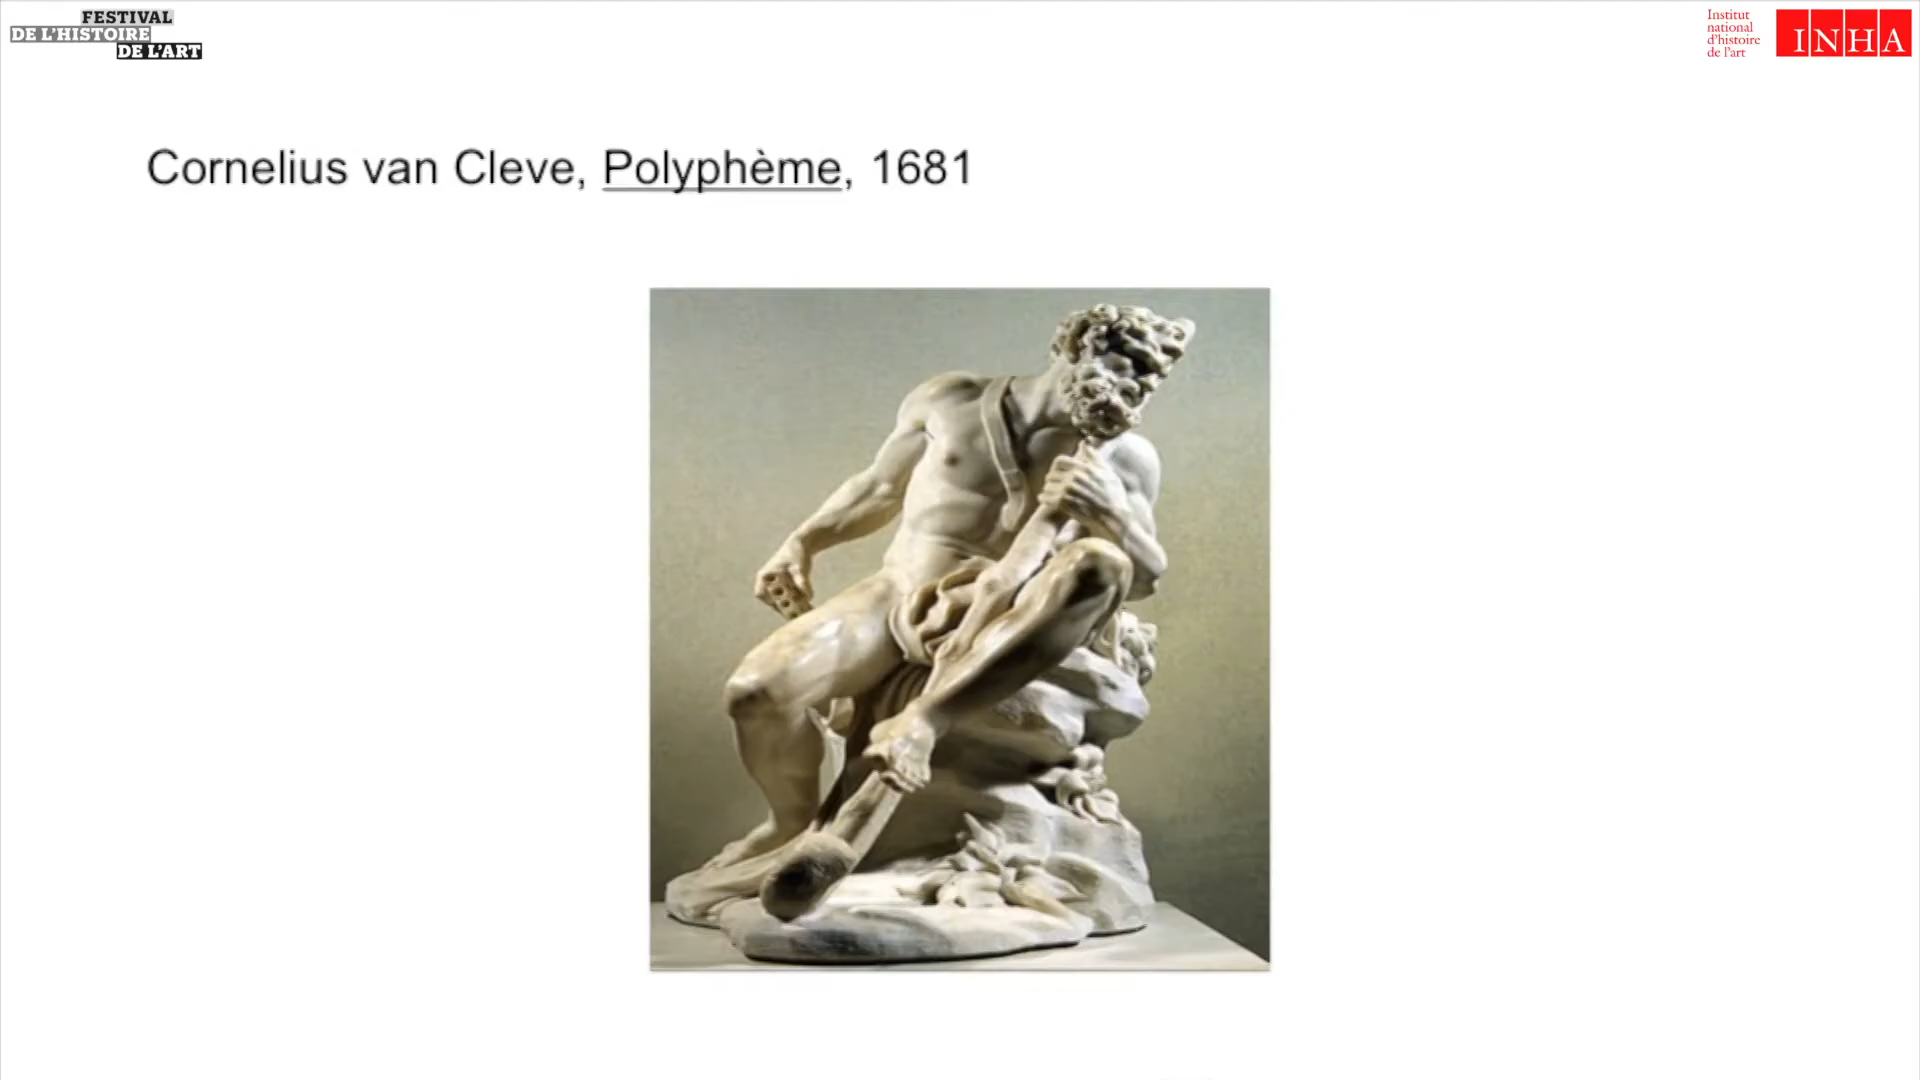 FESTIVAL
DE L'HISTOIRE
DE L'ART
Institut
national
d'histoire
de l'art
INHA
Cornelius van Cleve, Polyphème, 1681